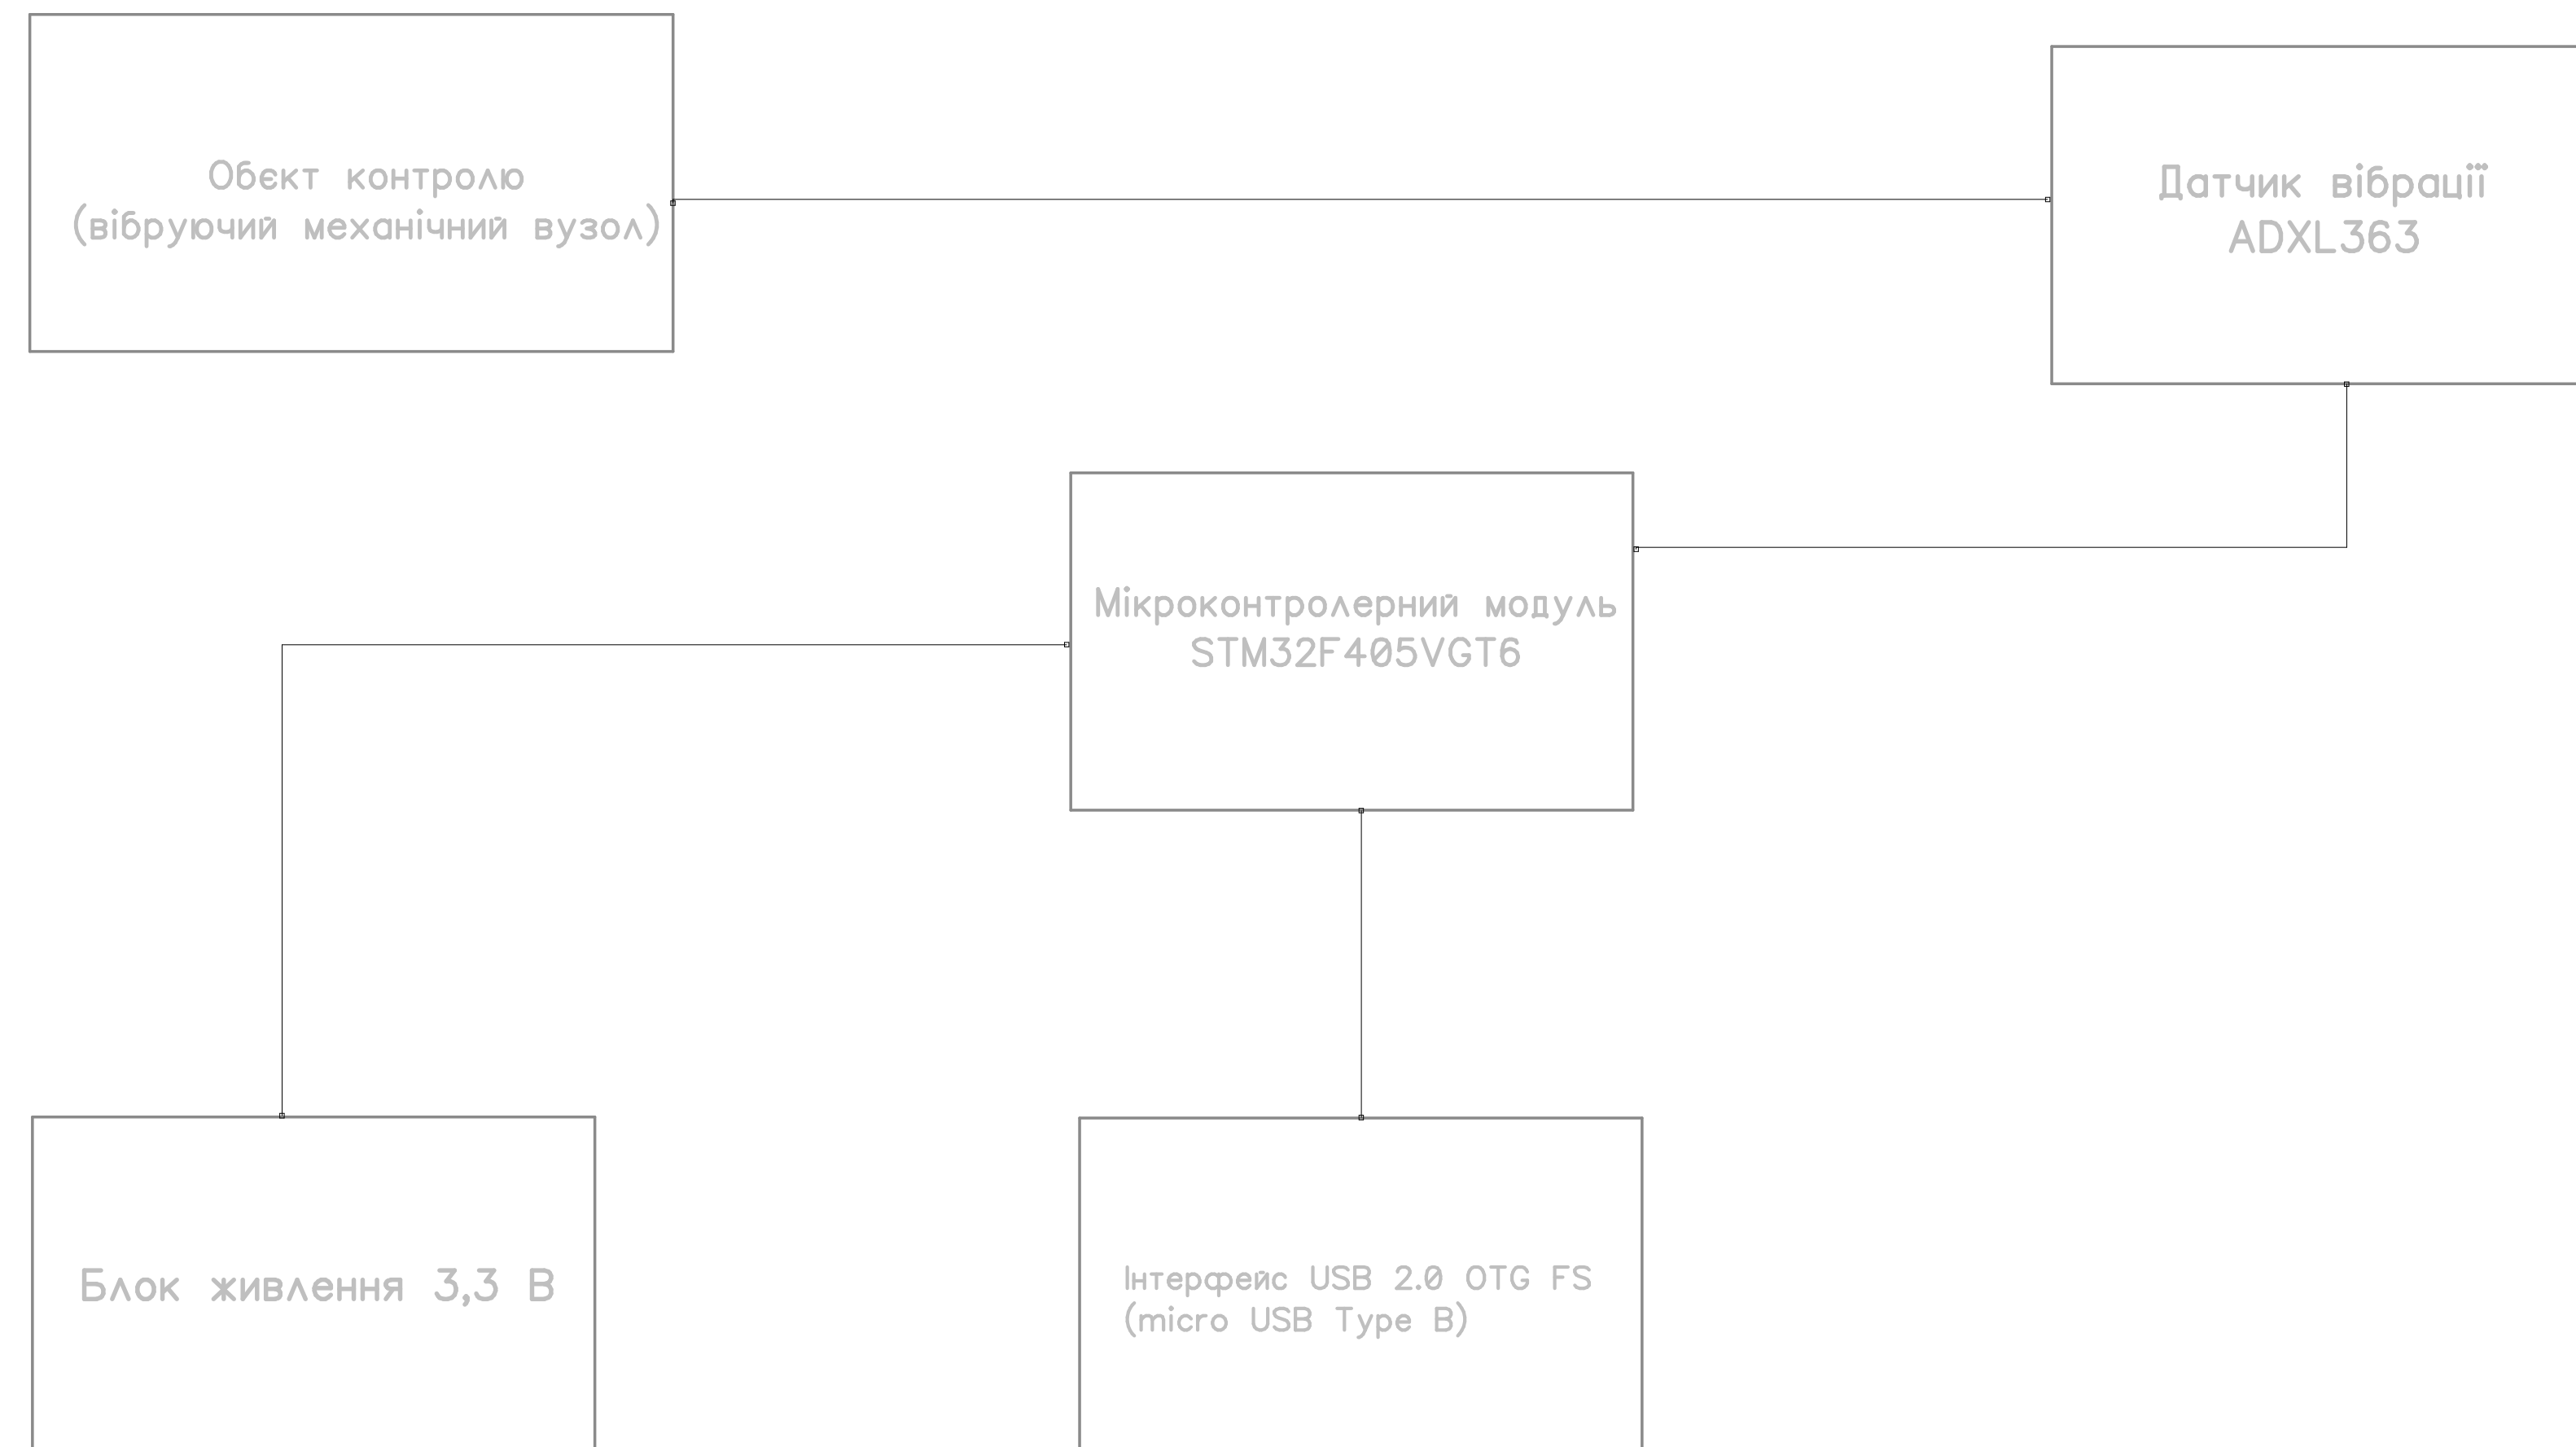 Обєкт контролю
(вібруючий механічний вузол)
Датчик вібрації
ADXL363
Мікроконтролерний модуль
STM32F405VGT6
Блок живлення 3,3 В
Інтерфейс USB 2.0 OTG FS
(micro USB Type B)